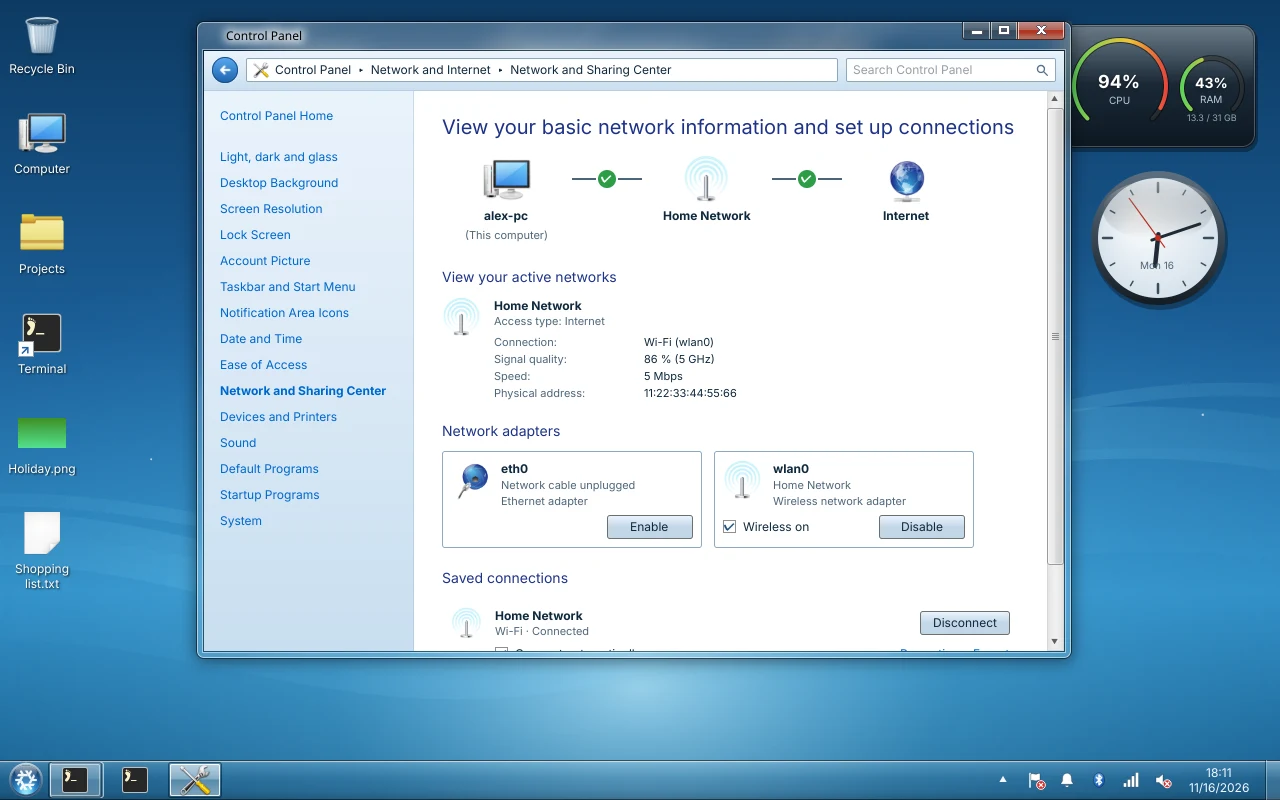 Recycle Bin
Computer
Projects
Terminal
Holiday.png
Shopping
list.txt
Control Panel
Control Panel ▸ Network and Internet ▸ Network and Sharing Center
Search Control Panel
Control Panel Home
Light, dark and glass
Desktop Background
Screen Resolution
Lock Screen
Account Picture
Taskbar and Start Menu
Notification Area Icons
Date and Time
Ease of Access
Network and Sharing Center
Devices and Printers
Sound
Default Programs
Startup Programs
System
View your basic network information and set up connections
alex-pc
(This computer)
Home Network
Internet
View your active networks
Home Network
Access type: Internet
Connection: Wi-Fi (wlan0)
Signal quality: 86 % (5 GHz)
Speed: 5 Mbps
Physical address: 11:22:33:44:55:66
Network adapters
eth0
Network cable unplugged
Ethernet adapter
Enable
wlan0
Home Network
Wireless network adapter
Wireless on
Disable
Saved connections
Home Network
Wi-Fi · Connected
Disconnect
94%
CPU
43%
RAM
13.3 / 31 GB
Mon 16
18:11
11/16/2026